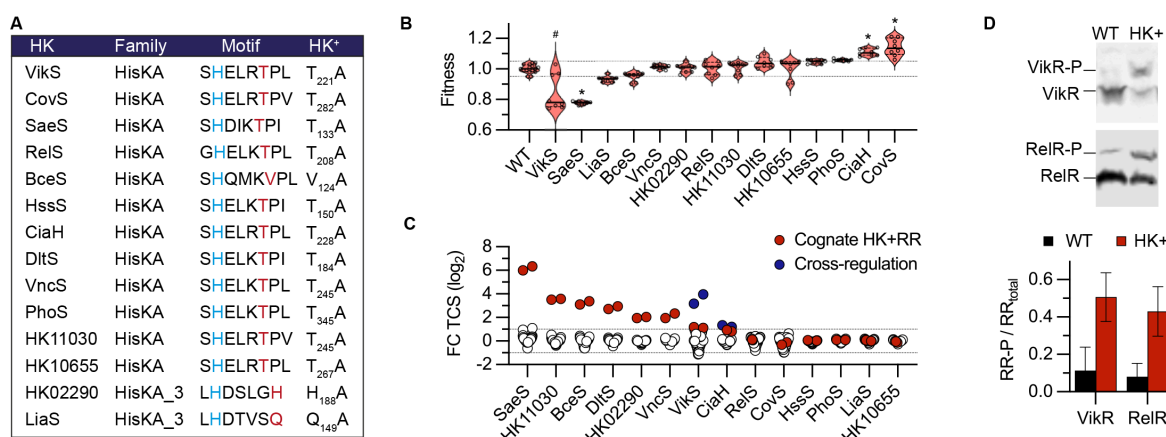 A
HK Family Motif HK⁺
VikS HisKA SHELRTPL T₂₂₁A
CovS HisKA SHELRTPV T₂₈₂A
SaeS HisKA SHDIKTPI T₁₃₃A
RelS HisKA GHELKTPL T₂₀₈A
BceS HisKA SHQMKVPL V₁₂₄A
HssS HisKA SHELKTPI T₁₅₀A
CiaH HisKA SHELRTPL T₂₂₈A
DltS HisKA SHELKTPI T₁₈₄A
VncS HisKA SHELKTPL T₂₄₅A
PhoS HisKA SHELKTPL T₃₄₅A
HK11030 HisKA SHELRTPV T₂₄₅A
HK10655 HisKA SHELRTPL T₂₆₇A
HK02290 HisKA_3 LHDSLGH H₁₈₈A
LiaS HisKA_3 LHDTVSQ Q₁₄₉A
B
Fitness
1.2
1.0
0.8
0.6
# * * *
WT VikS SaeS LiaS BceS VncS HK02290 RelS HK11030 DltS HK10655 HssS PhoS CiaH CovS
C
Cognate HK+RR
Cross-regulation
FC TCS (log₂)
8
6
4
2
1
0
-2
SaeS HK11030 BceS DltS HK02290 VncS VikS CiaH RelS CovS HssS PhoS LiaS HK10655
D
WT HK+
VikR-P
VikR
RelR-P
RelR
WT HK+
RR-P / RRtotal
0.6
0.4
0.2
0.0
VikR RelR